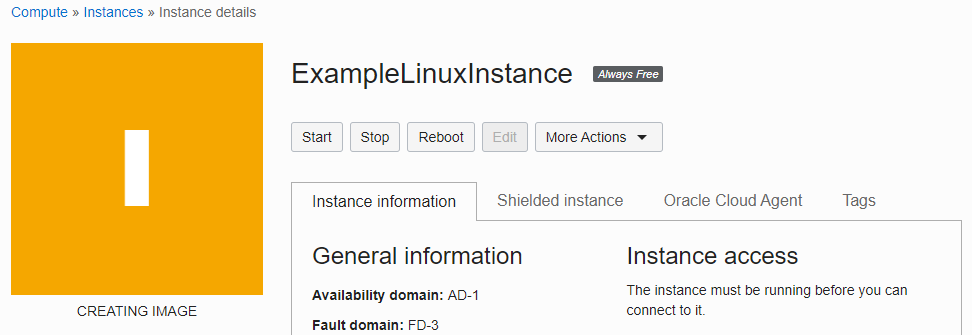 Compute » Instances » Instance details
ExampleLinuxInstance Always Free
Start Stop Reboot Edit More Actions
Instance information Shielded instance Oracle Cloud Agent Tags
General information
Availability domain: AD-1
Fault domain: FD-3
Instance access
The instance must be running before you can
connect to it.
I
CREATING IMAGE